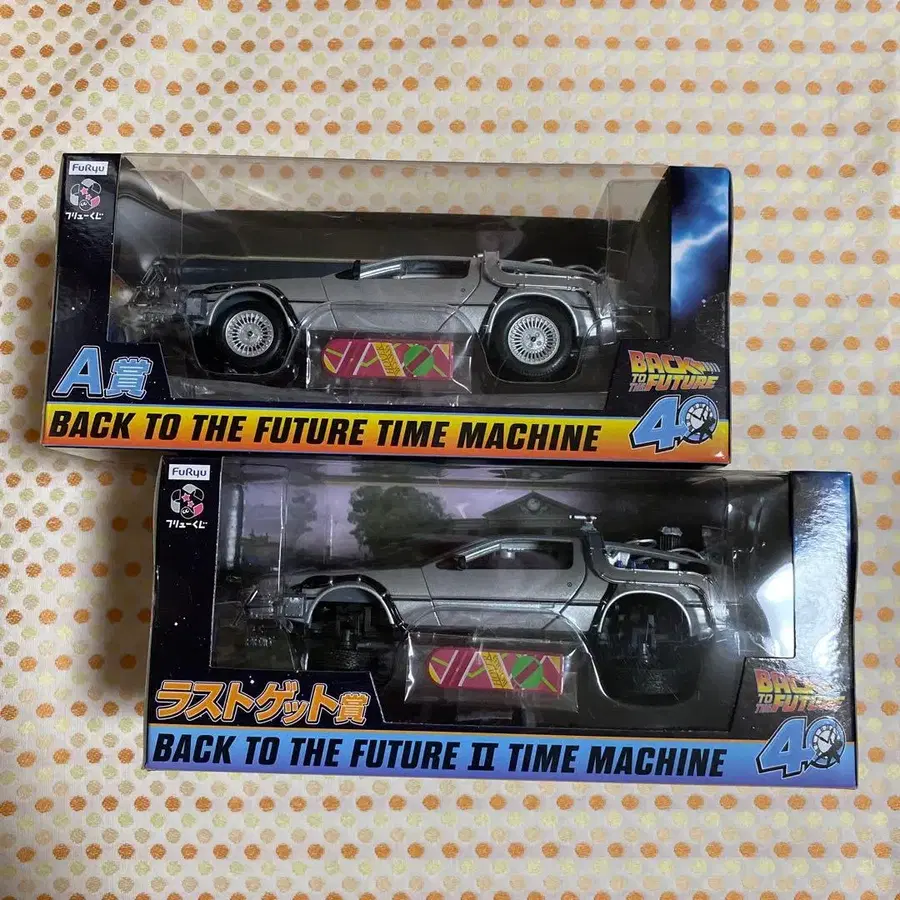 FuRyu
フリューくじ
A賞
BACK TO THE FUTURE
40
BACK TO THE FUTURE TIME MACHINE
FuRyu
フリューくじ
ラストゲット賞
BACK TO THE FUTURE
40
BACK TO THE FUTURE II TIME MACHINE